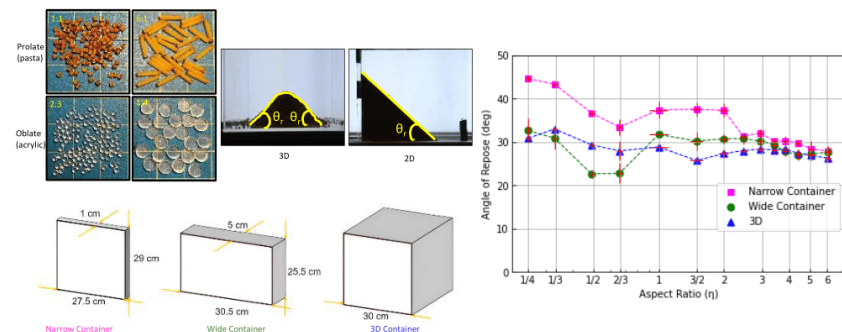 1:1
6:1
Prolate
(pasta)
2:3
1:4
Oblate
(acrylic)
θr θr
θr
3D
2D
1 cm
29 cm
27.5 cm
Narrow Container
5 cm
25.5 cm
30.5 cm
Wide Container
30 cm
3D Container
Angle of Repose (deg)
50
40
30
20
10
0
Narrow Container
Wide Container
3D
1/4 1/3 1/2 2/3 1 3/2 2 3 4 5 6
Aspect Ratio (η)